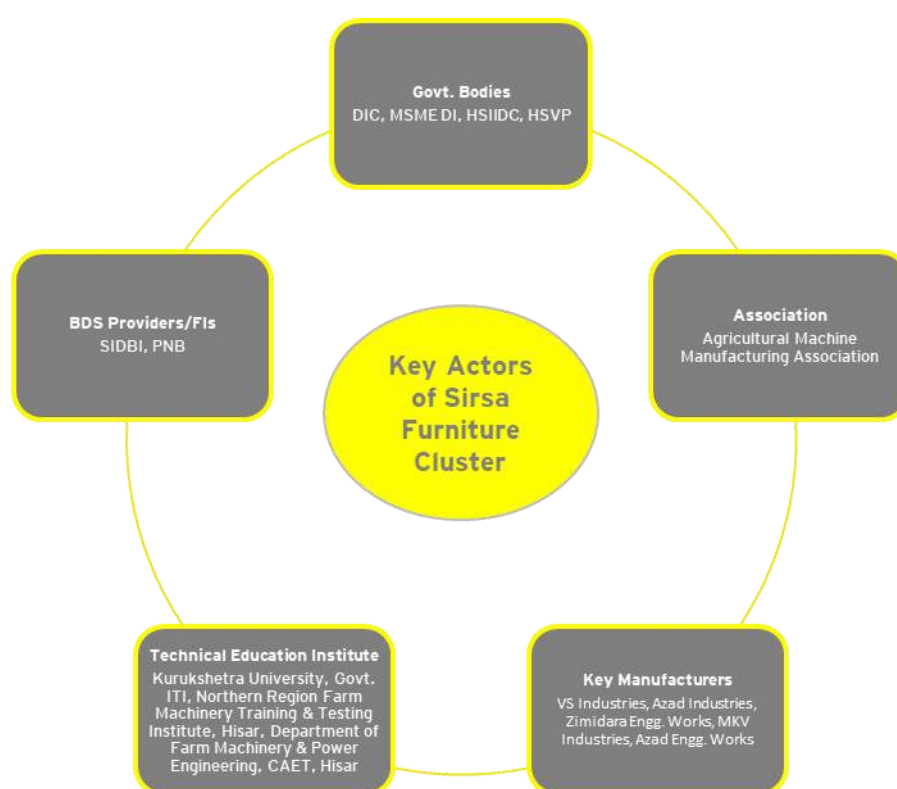 Govt. Bodies
DIC, MSME DI, HSIIDC, HSVP
BDS Providers/FIs
SIDBI, PNB
Association
Agricultural Machine
Manufacturing Association
Key Actors
of Sirsa
Furniture
Cluster
Technical Education Institute
Kurukshetra University, Govt.
ITI, Northern Region Farm
Machinery Training & Testing
Institute, Hisar, Department of
Farm Machinery & Power
Engineering, CAET, Hisar
Key Manufacturers
VS Industries, Azad Industries,
Zimidara Engg. Works, MKV
Industries, Azad Engg. Works